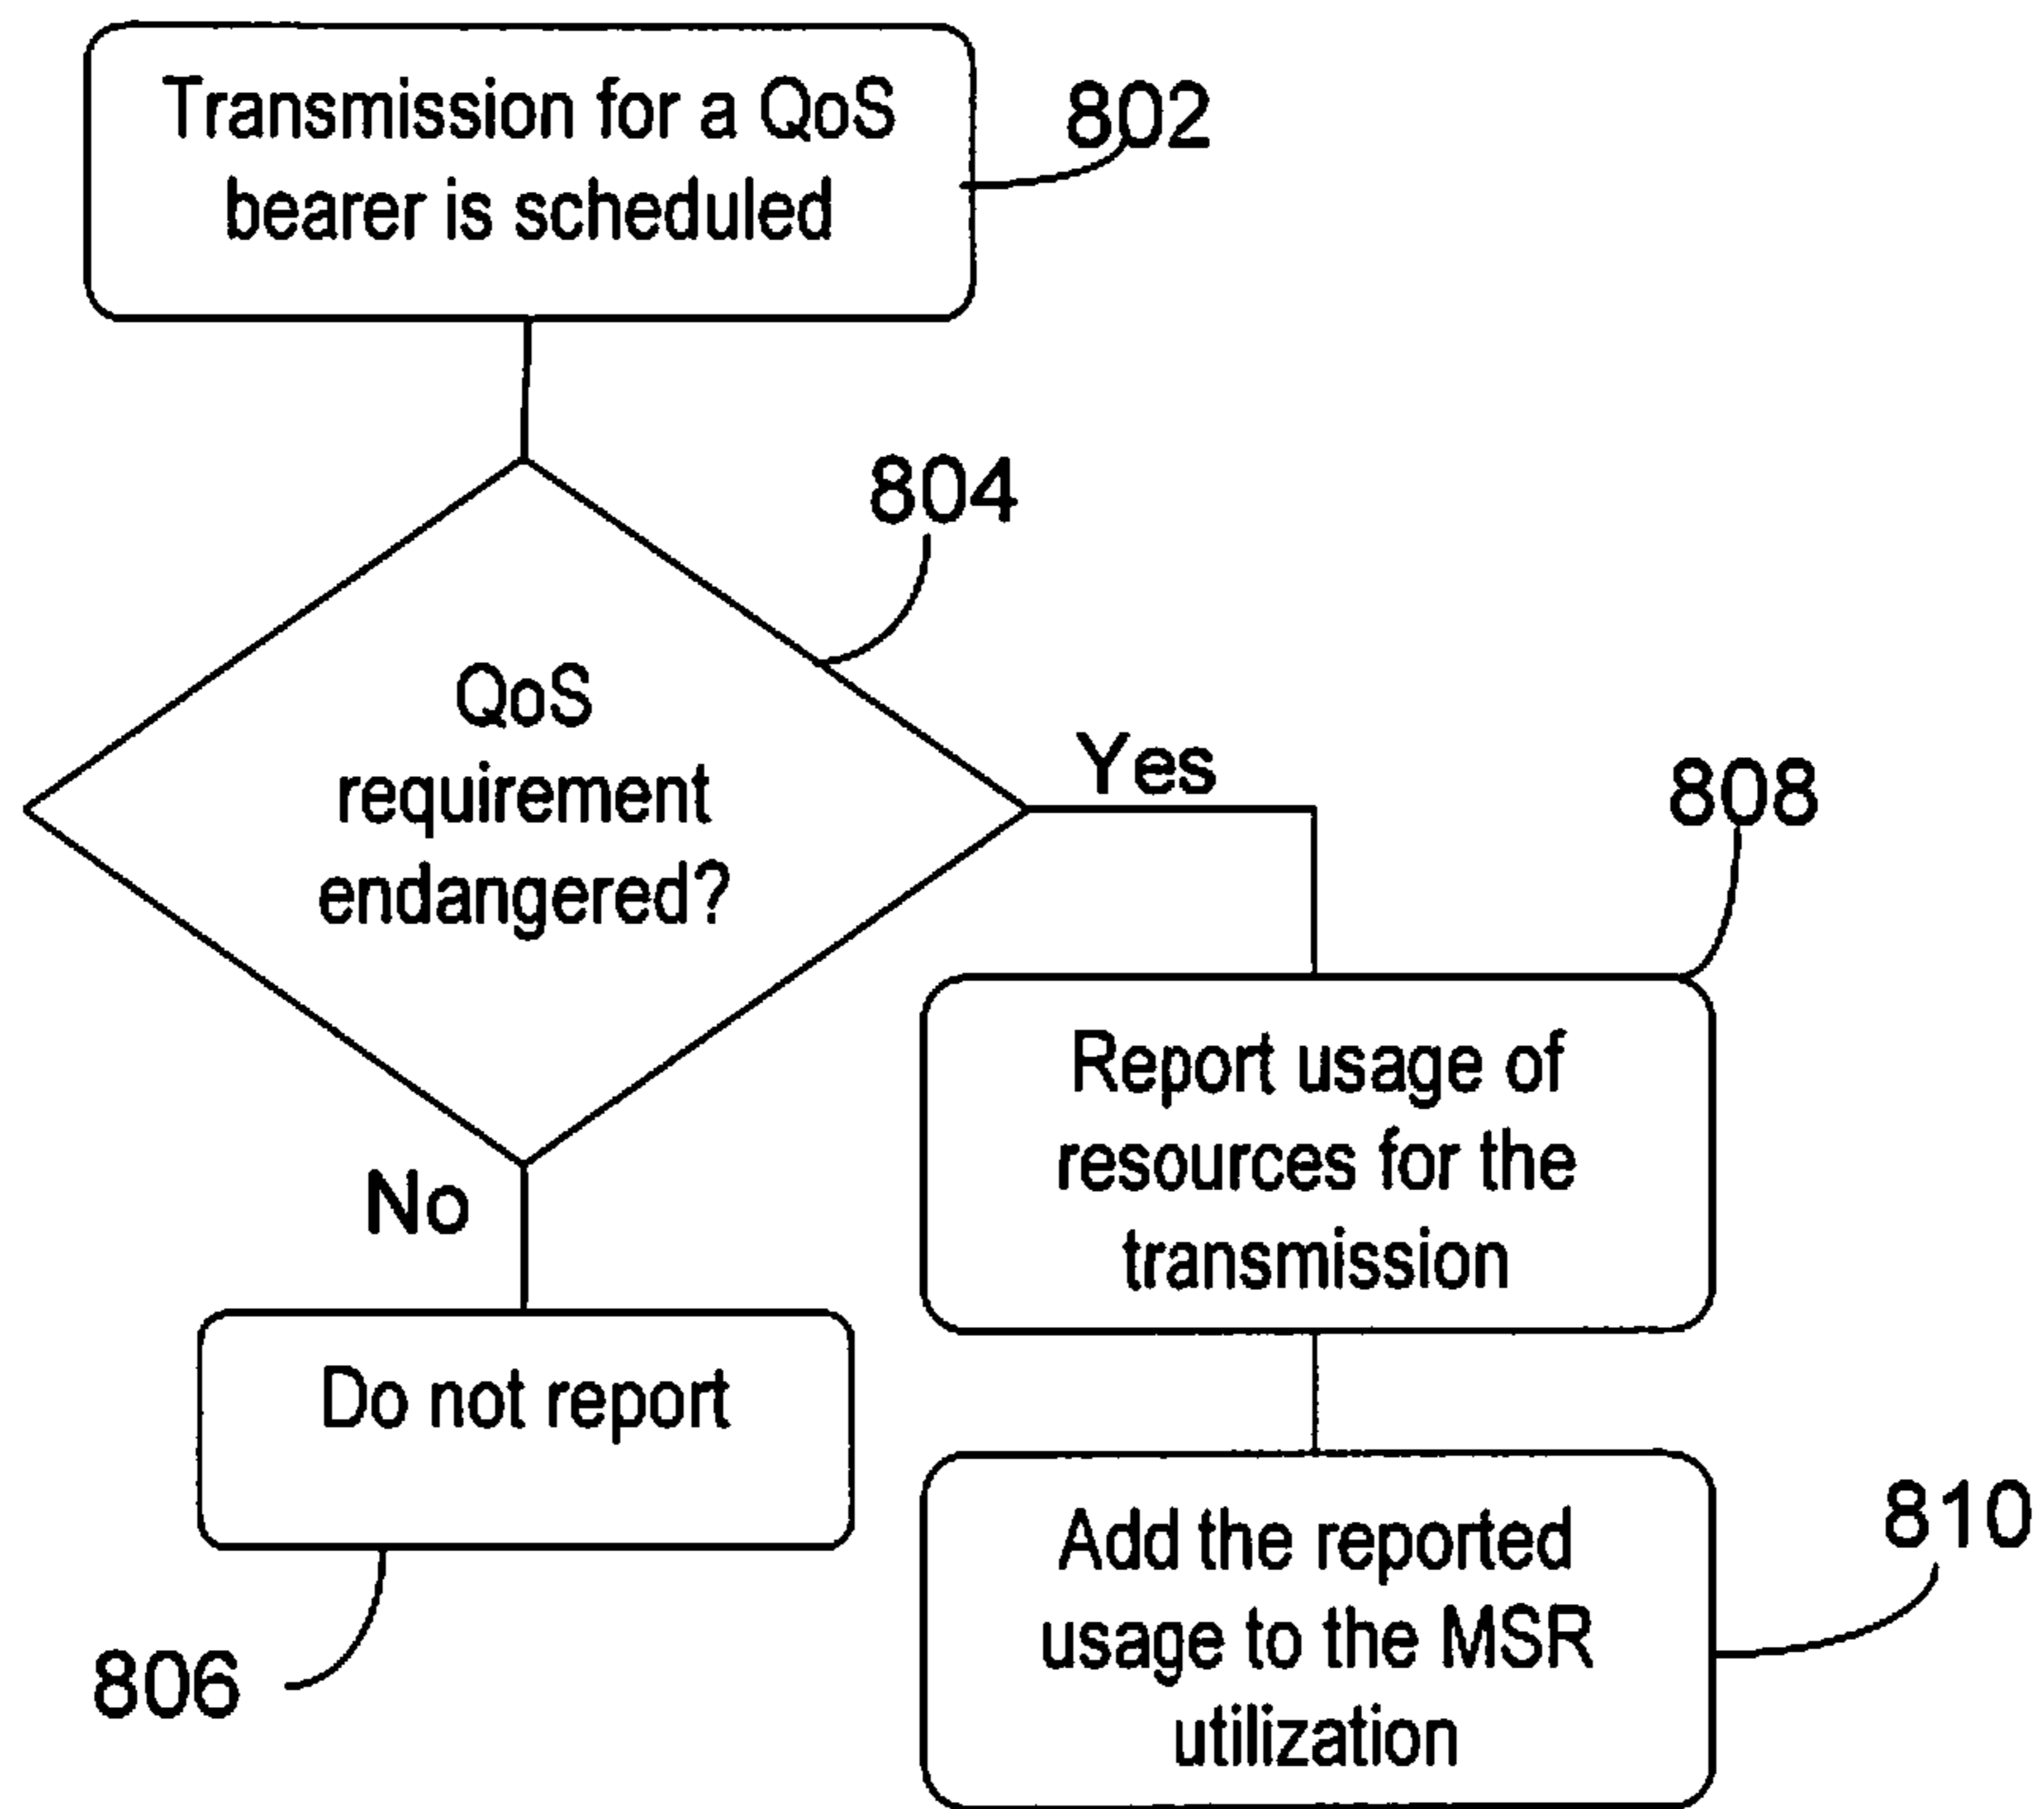 Transmission for a QoS
bearer is scheduled
802
804
QoS
requirement
endangered?
Yes
808
No
Report usage of
resources for the
transmission
Do not report
806
Add the reported
usage to the MSR
utilization
810